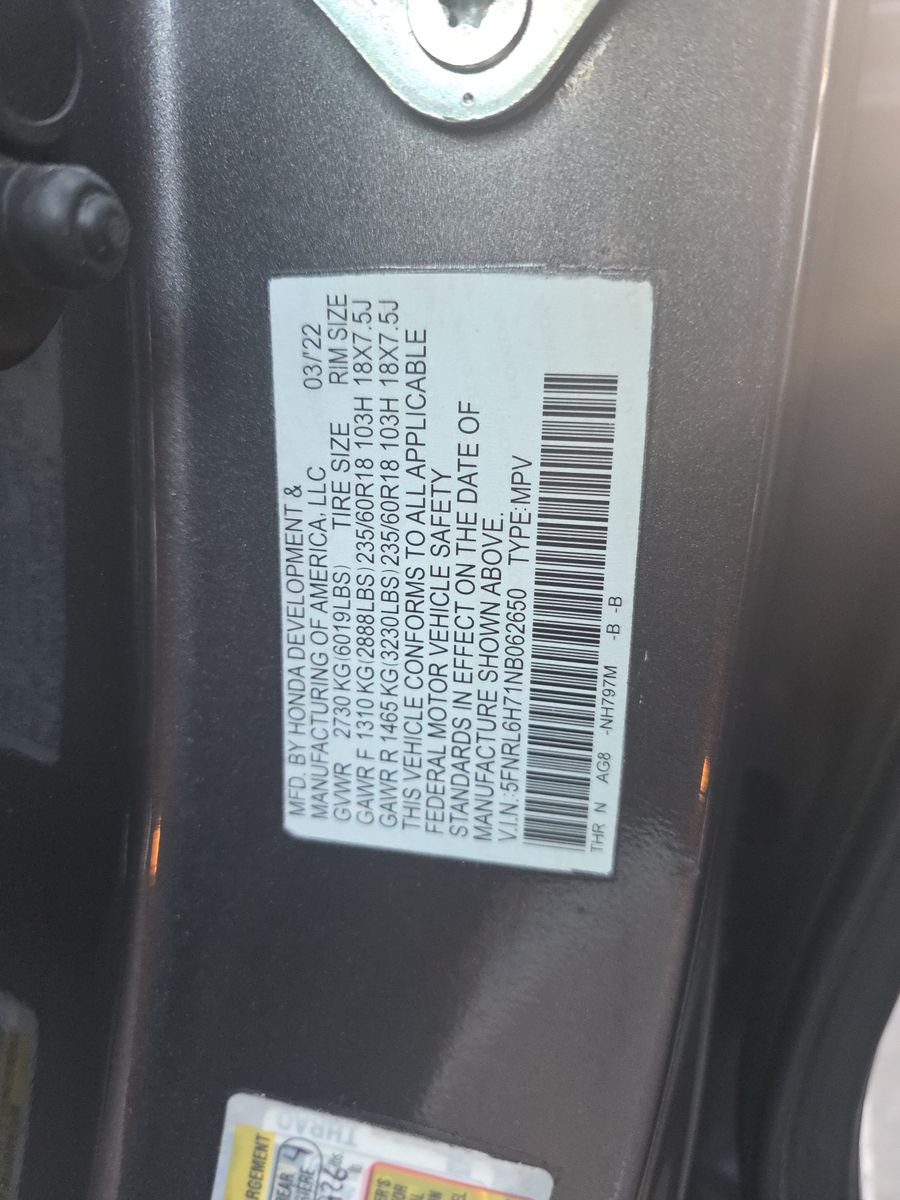 MFD. BY HONDA DEVELOPMENT &
MANUFACTURING OF AMERICA, LLC 03/'22
GVWR 2730 KG(6019LBS) TIRE SIZE RIM SIZE
GAWR F 1310 KG(2888LBS)235/60R18 103H 18X7.5J
GAWR R 1465 KG(3230LBS)235/60R18 103H 18X7.5J
THIS VEHICLE CONFORMS TO ALL APPLICABLE
FEDERAL MOTOR VEHICLE SAFETY
STANDARDS IN EFFECT ON THE DATE OF
MANUFACTURE SHOWN ABOVE.
V.I.N.:5FNRL6H71NB062650 TYPE:MPV
THR N AG8 -NH797M -B -B
THRAO